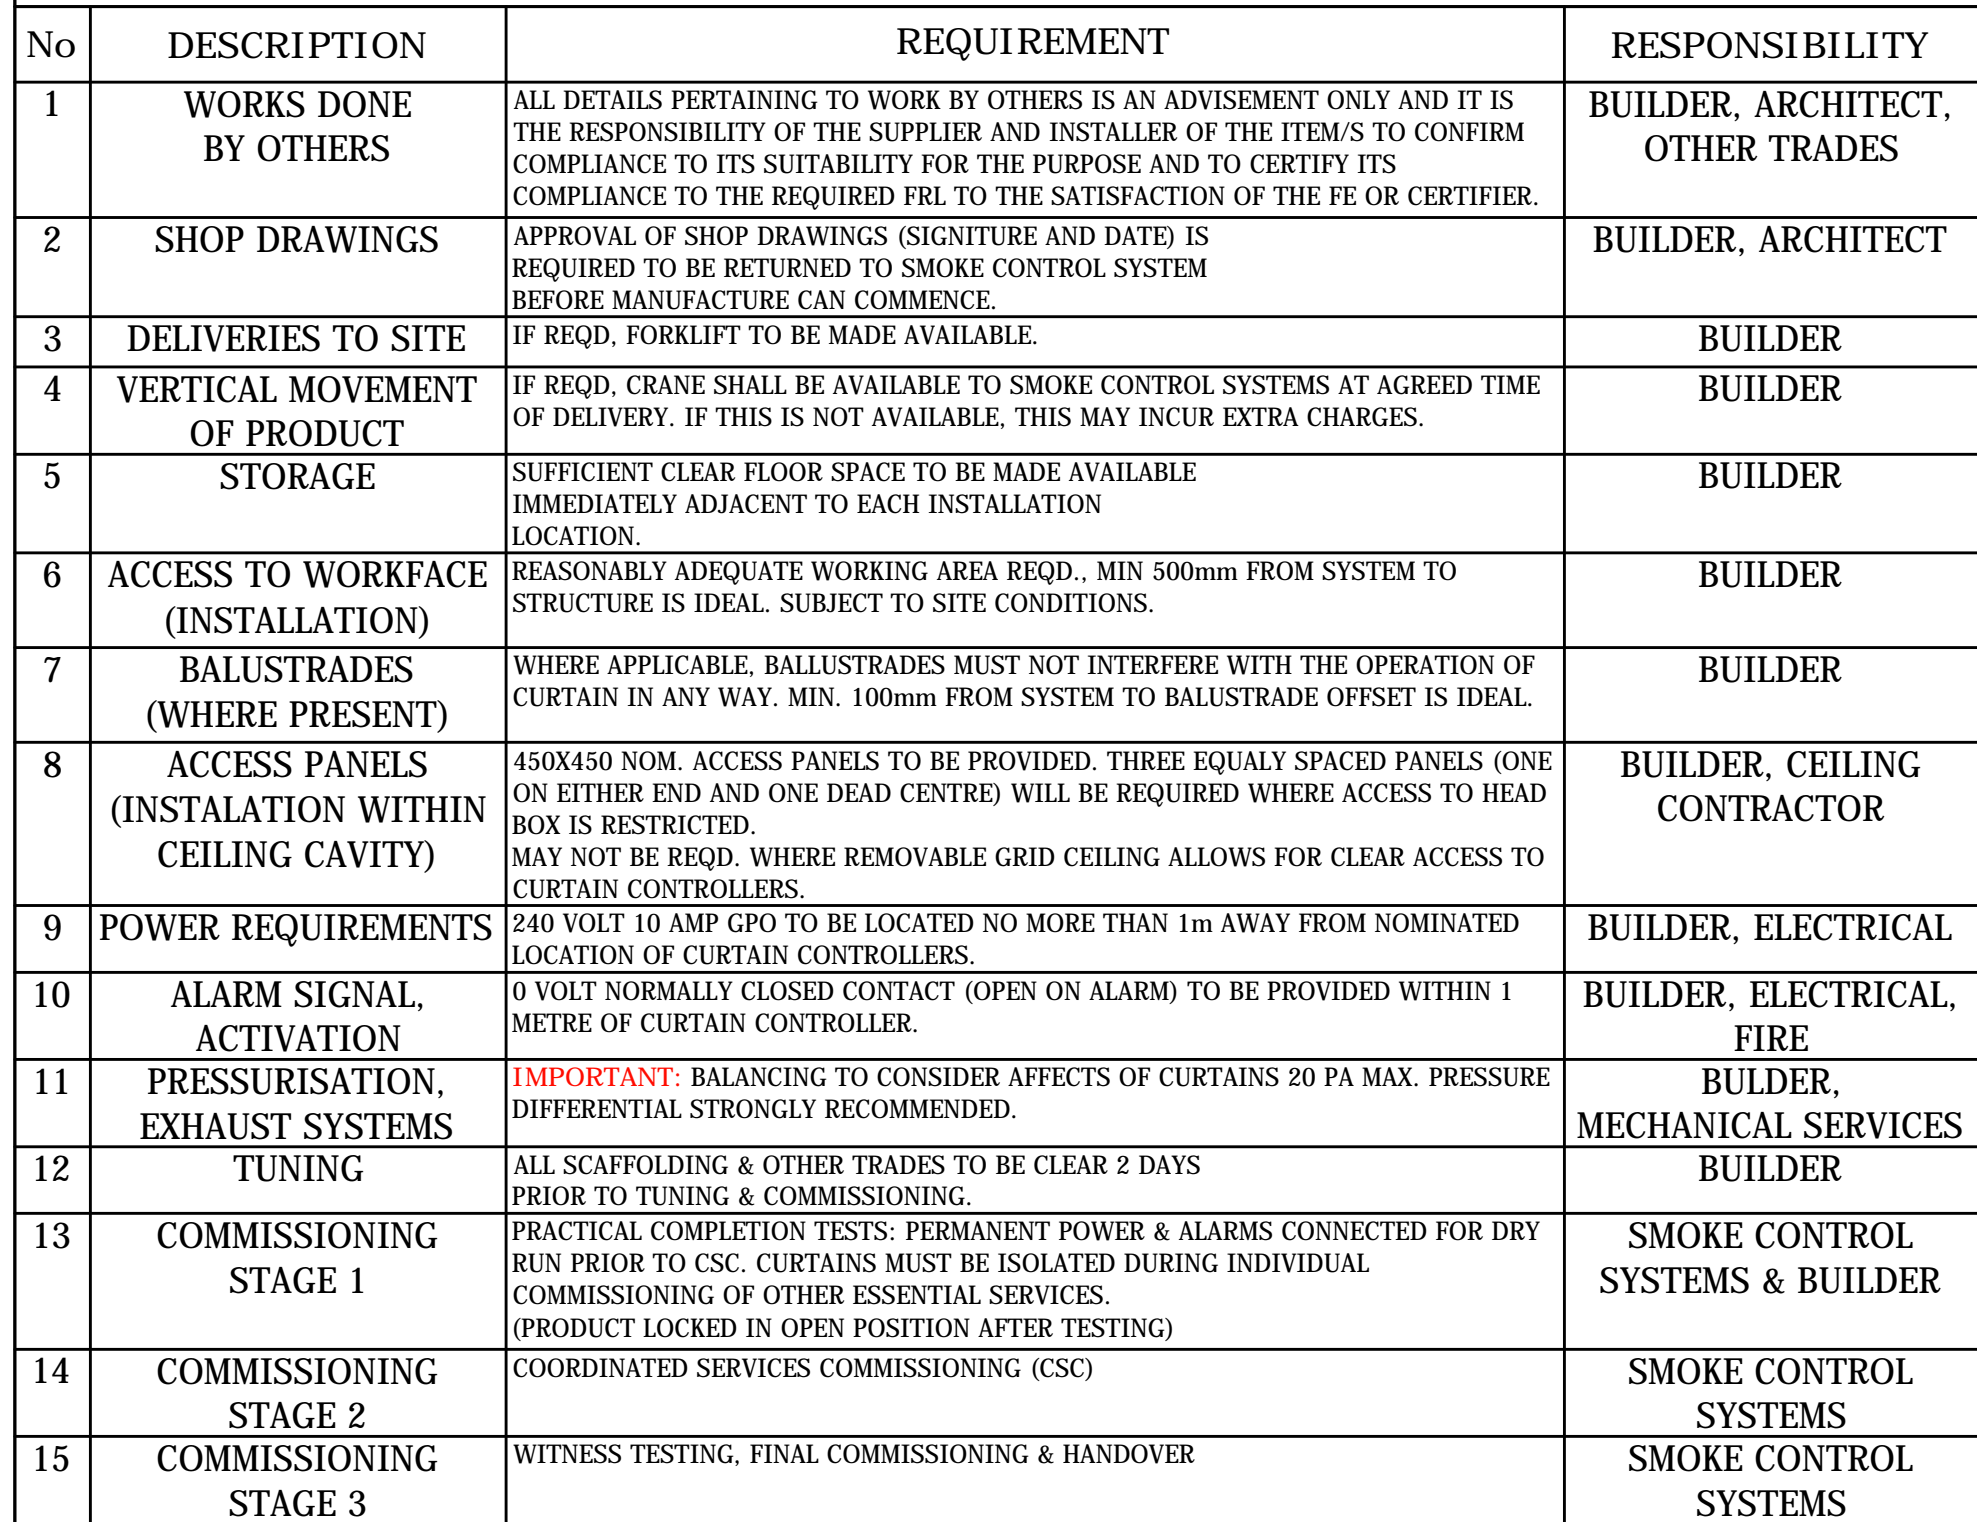 No DESCRIPTION REQUIREMENT RESPONSIBILITY
1 WORKS DONE
BY OTHERS
ALL DETAILS PERTAINING TO WORK BY OTHERS IS AN ADVISEMENT ONLY AND IT IS
THE RESPONSIBILITY OF THE SUPPLIER AND INSTALLER OF THE ITEM/S TO CONFIRM
COMPLIANCE TO ITS SUITABILITY FOR THE PURPOSE AND TO CERTIFY ITS
COMPLIANCE TO THE REQUIRED FRL TO THE SATISFACTION OF THE FE OR CERTIFIER.
BUILDER, ARCHITECT,
OTHER TRADES
2 SHOP DRAWINGS
APPROVAL OF SHOP DRAWINGS (SIGNITURE AND DATE) IS
REQUIRED TO BE RETURNED TO SMOKE CONTROL SYSTEM
BEFORE MANUFACTURE CAN COMMENCE.
BUILDER, ARCHITECT
3 DELIVERIES TO SITE
IF REQD, FORKLIFT TO BE MADE AVAILABLE.
BUILDER
4 VERTICAL MOVEMENT
OF PRODUCT
IF REQD, CRANE SHALL BE AVAILABLE TO SMOKE CONTROL SYSTEMS AT AGREED TIME
OF DELIVERY. IF THIS IS NOT AVAILABLE, THIS MAY INCUR EXTRA CHARGES.
BUILDER
5 STORAGE
SUFFICIENT CLEAR FLOOR SPACE TO BE MADE AVAILABLE
IMMEDIATELY ADJACENT TO EACH INSTALLATION
LOCATION.
BUILDER
6 ACCESS TO WORKFACE
(INSTALLATION)
REASONABLY ADEQUATE WORKING AREA REQD., MIN 500mm FROM SYSTEM TO
STRUCTURE IS IDEAL. SUBJECT TO SITE CONDITIONS.
BUILDER
7 BALUSTRADES
(WHERE PRESENT)
WHERE APPLICABLE, BALLUSTRADES MUST NOT INTERFERE WITH THE OPERATION OF
CURTAIN IN ANY WAY. MIN. 100mm FROM SYSTEM TO BALUSTRADE OFFSET IS IDEAL.
BUILDER
8 ACCESS PANELS
(INSTALATION WITHIN
CEILING CAVITY)
450X450 NOM. ACCESS PANELS TO BE PROVIDED. THREE EQUALY SPACED PANELS (ONE
ON EITHER END AND ONE DEAD CENTRE) WILL BE REQUIRED WHERE ACCESS TO HEAD
BOX IS RESTRICTED.
MAY NOT BE REQD. WHERE REMOVABLE GRID CEILING ALLOWS FOR CLEAR ACCESS TO
CURTAIN CONTROLLERS.
BUILDER, CEILING
CONTRACTOR
9 POWER REQUIREMENTS
240 VOLT 10 AMP GPO TO BE LOCATED NO MORE THAN 1m AWAY FROM NOMINATED
LOCATION OF CURTAIN CONTROLLERS.
BUILDER, ELECTRICAL
10 ALARM SIGNAL,
ACTIVATION
0 VOLT NORMALLY CLOSED CONTACT (OPEN ON ALARM) TO BE PROVIDED WITHIN 1
METRE OF CURTAIN CONTROLLER.
BUILDER, ELECTRICAL,
FIRE
11 PRESSURISATION,
EXHAUST SYSTEMS
IMPORTANT: BALANCING TO CONSIDER AFFECTS OF CURTAINS 20 PA MAX. PRESSURE
DIFFERENTIAL STRONGLY RECOMMENDED.
BULDER,
MECHANICAL SERVICES
12 TUNING
ALL SCAFFOLDING & OTHER TRADES TO BE CLEAR 2 DAYS
PRIOR TO TUNING & COMMISSIONING.
BUILDER
13 COMMISSIONING
STAGE 1
PRACTICAL COMPLETION TESTS: PERMANENT POWER & ALARMS CONNECTED FOR DRY
RUN PRIOR TO CSC. CURTAINS MUST BE ISOLATED DURING INDIVIDUAL
COMMISSIONING OF OTHER ESSENTIAL SERVICES.
(PRODUCT LOCKED IN OPEN POSITION AFTER TESTING)
SMOKE CONTROL
SYSTEMS & BUILDER
14 COMMISSIONING
STAGE 2
COORDINATED SERVICES COMMISSIONING (CSC)
SMOKE CONTROL
SYSTEMS
15 COMMISSIONING
STAGE 3
WITNESS TESTING, FINAL COMMISSIONING & HANDOVER
SMOKE CONTROL
SYSTEMS